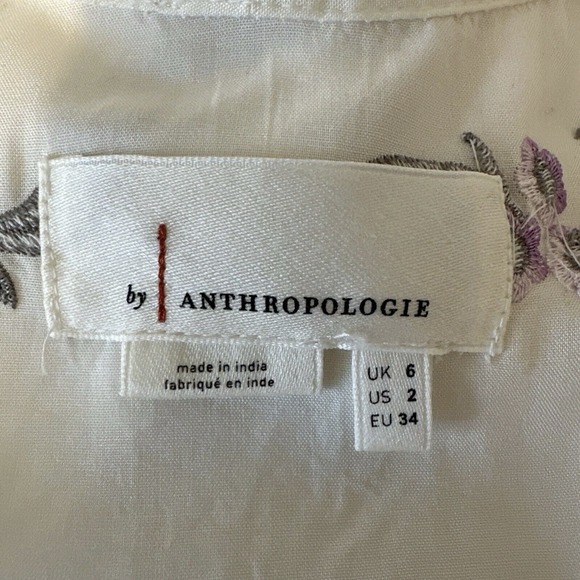 by ANTHROPOLOGIE
made in india
fabriqué en inde
UK 6
US 2
EU 34